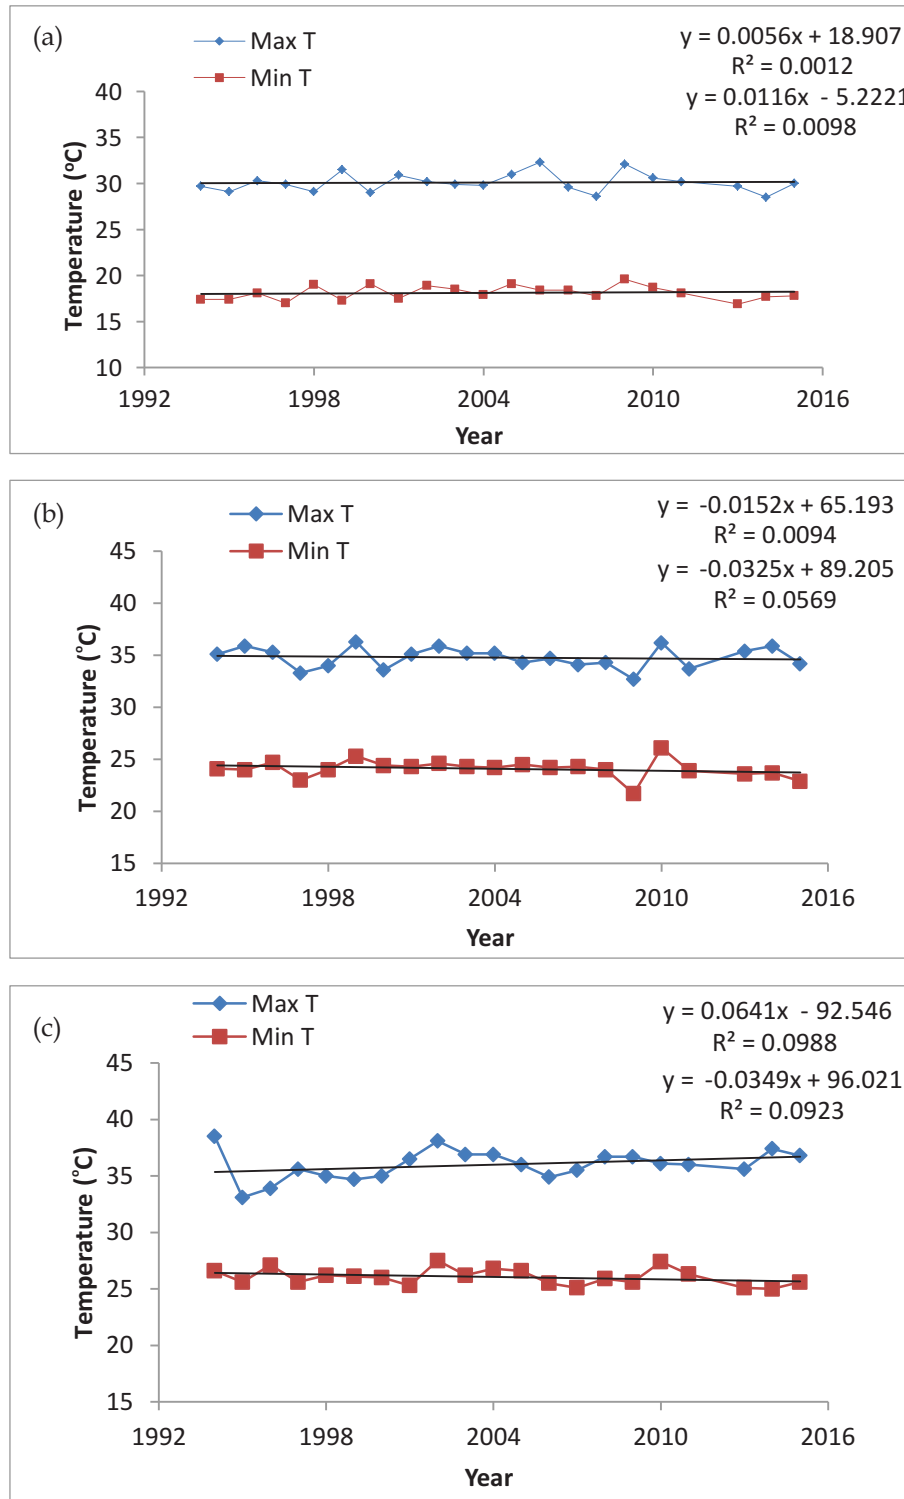 (a)
Max T
Min T
y = 0.0056x + 18.907
R² = 0.0012
y = 0.0116x - 5.2221
R² = 0.0098
40
35
30
25
20
15
10
Temperature (°C)
1992 1998 2004 2010 2016
Year
(b)
Max T
Min T
y = -0.0152x + 65.193
R² = 0.0094
y = -0.0325x + 89.205
R² = 0.0569
45
40
35
30
25
20
15
Temperature (°C)
1992 1998 2004 2010 2016
Year
(c)
Max T
Min T
y = 0.0641x - 92.546
R² = 0.0988
y = -0.0349x + 96.021
R² = 0.0923
45
40
35
30
25
20
15
Temperature (°C)
1992 1998 2004 2010 2016
Year